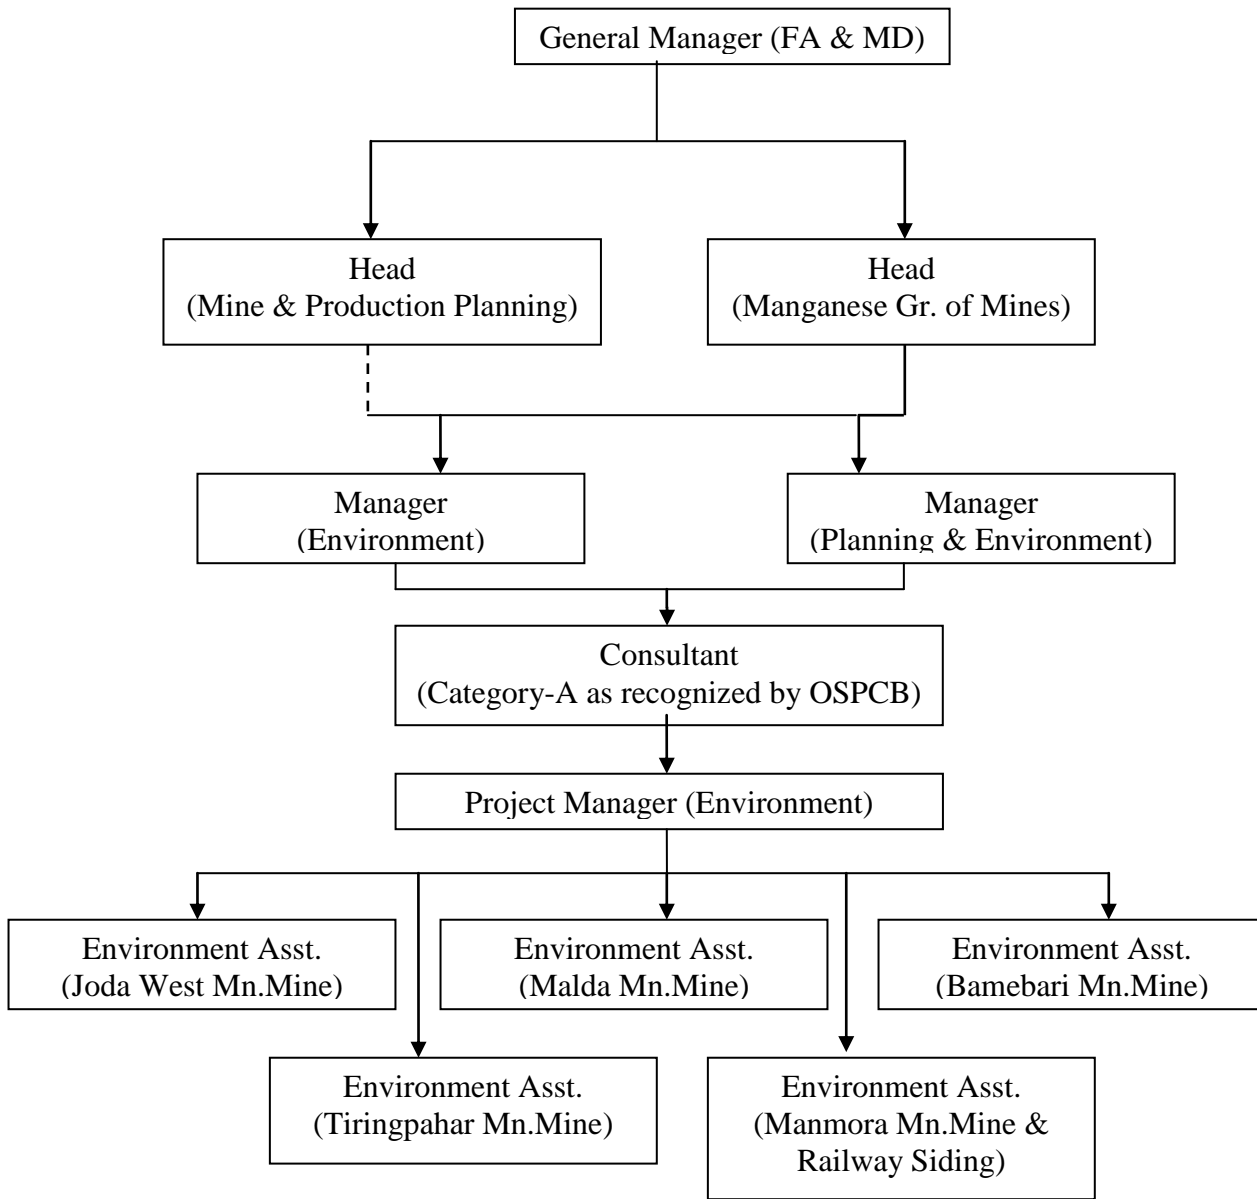 General Manager (FA & MD)
Head
(Mine & Production Planning)
Head
(Manganese Gr. of Mines)
Manager
(Environment)
Manager
(Planning & Environment)
Consultant
(Category-A as recognized by OSPCB)
Project Manager (Environment)
Environment Asst.
(Joda West Mn.Mine)
Environment Asst.
(Malda Mn.Mine)
Environment Asst.
(Bamebari Mn.Mine)
Environment Asst.
(Tiringpahar Mn.Mine)
Environment Asst.
(Manmora Mn.Mine &
Railway Siding)